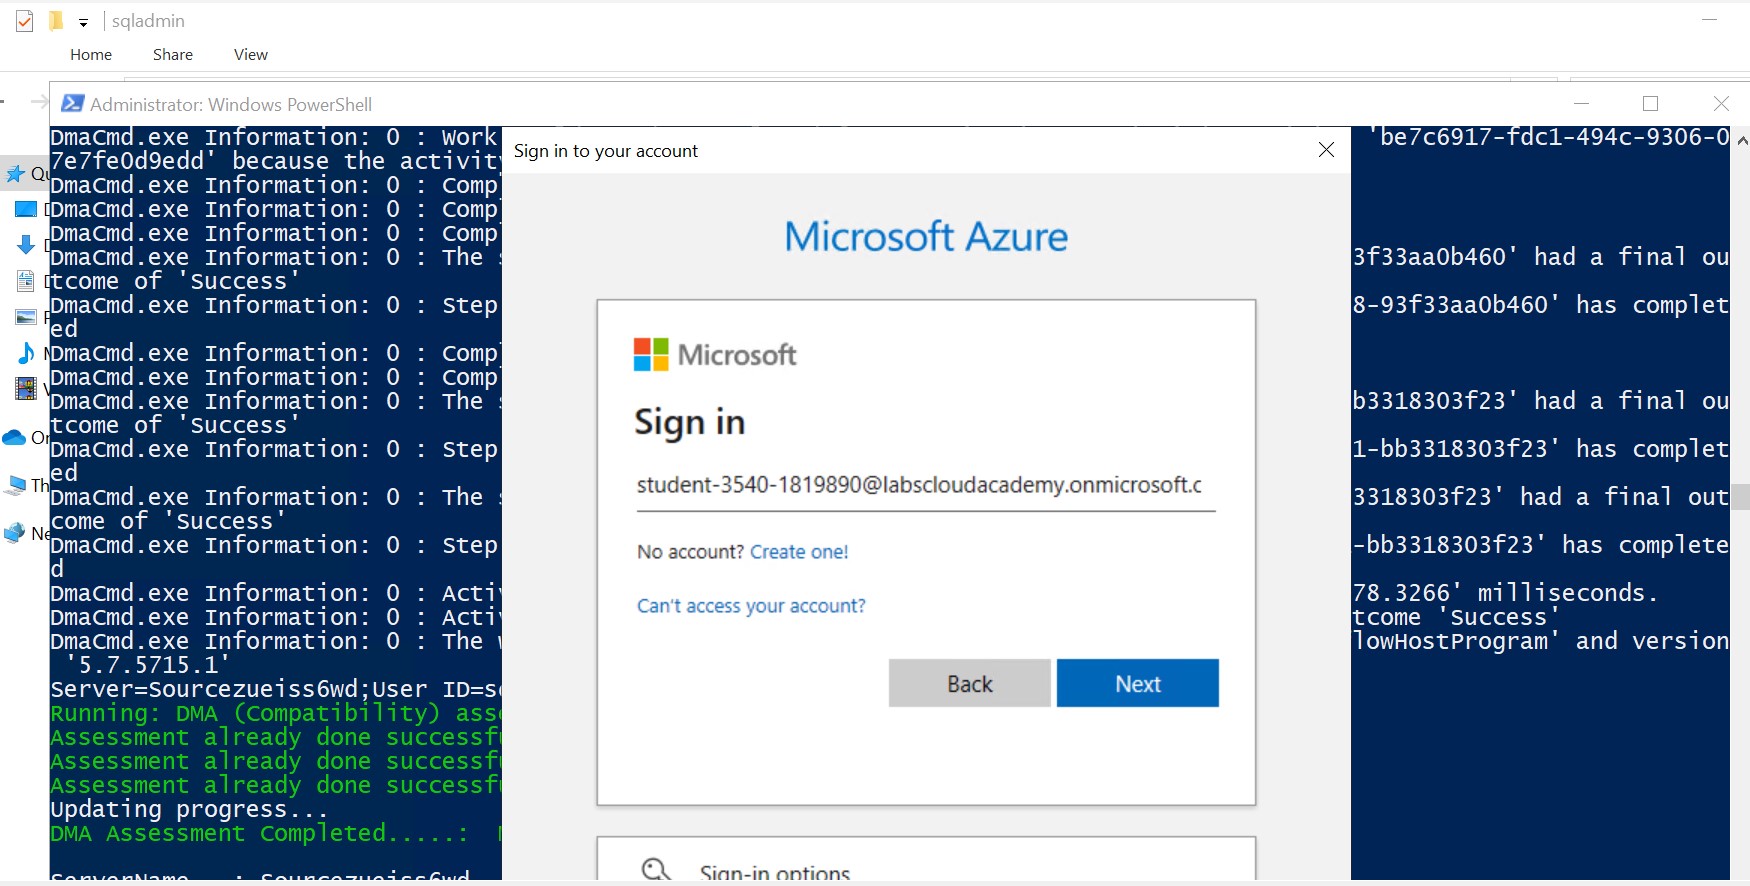 sqladmin
Home Share View
Administrator: Windows PowerShell
DmaCmd.exe Information: 0 : Work
'be7c6917-fdc1-494c-9306-0
7e7fe0d9edd' because the activity
DmaCmd.exe Information: 0 : Comp
DmaCmd.exe Information: 0 : Comp
DmaCmd.exe Information: 0 : Comp
DmaCmd.exe Information: 0 : The
3f33aa0b460' had a final ou
tcome of 'Success'
DmaCmd.exe Information: 0 : Step
8-93f33aa0b460' has complet
ed
DmaCmd.exe Information: 0 : Comp
DmaCmd.exe Information: 0 : Comp
DmaCmd.exe Information: 0 : The
b3318303f23' had a final ou
tcome of 'Success'
DmaCmd.exe Information: 0 : Step
1-bb3318303f23' has complet
ed
DmaCmd.exe Information: 0 : The
3318303f23' had a final out
come of 'Success'
DmaCmd.exe Information: 0 : Step
-bb3318303f23' has complete
d
DmaCmd.exe Information: 0 : Activ
78.3266' milliseconds.
DmaCmd.exe Information: 0 : Activ
tcome 'Success'
DmaCmd.exe Information: 0 : The
lowHostProgram' and version
'5.7.5715.1'
Server=Sourcezueiss6wd;User ID=s
Running: DMA (Compatibility) ass
Assessment already done successf
Assessment already done successf
Assessment already done successf
Updating progress...
DMA Assessment Completed.....:
ServerName : Sourcezueiss6wd
Sign in to your account
Microsoft Azure
Microsoft
Sign in
student-3540-1819890@labscloudacademy.onmicrosoft.c
No account? Create one!
Can't access your account?
Back
Next
Sign-in options